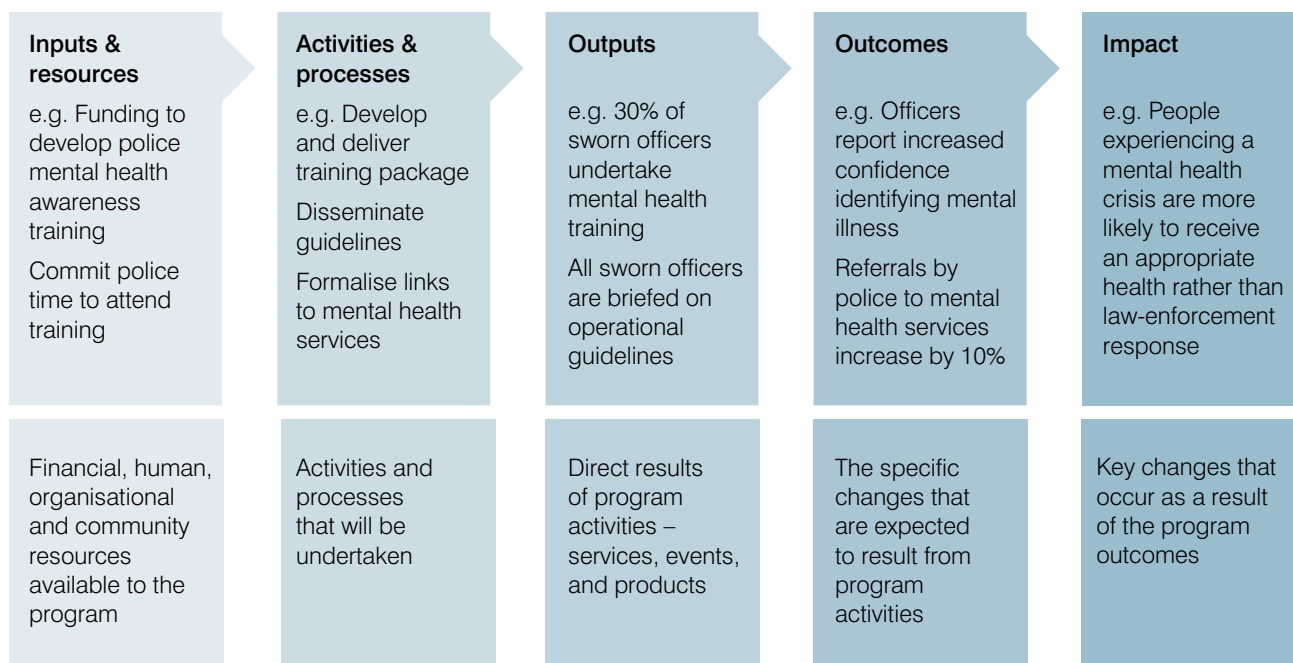 Inputs &
resources
e.g. Funding to
develop police
mental health
awareness
training
Commit police
time to attend
training
Activities &
processes
e.g. Develop
and deliver
training package
Disseminate
guidelines
Formalise links
to mental health
services
Outputs
e.g. 30% of
sworn officers
undertake
mental health
training
All sworn officers
are briefed on
operational
guidelines
Outcomes
e.g. Officers
report increased
confidence
identifying mental
illness
Referrals by
police to mental
health services
increase by 10%
Impact
e.g. People
experiencing a
mental health
crisis are more
likely to receive
an appropriate
health rather than
law-enforcement
response
Financial, human,
organisational
and community
resources
available to the
program
Activities and
processes
that will be
undertaken
Direct results
of program
activities –
services, events,
and products
The specific
changes that
are expected
to result from
program
activities
Key changes that
occur as a result
of the program
outcomes